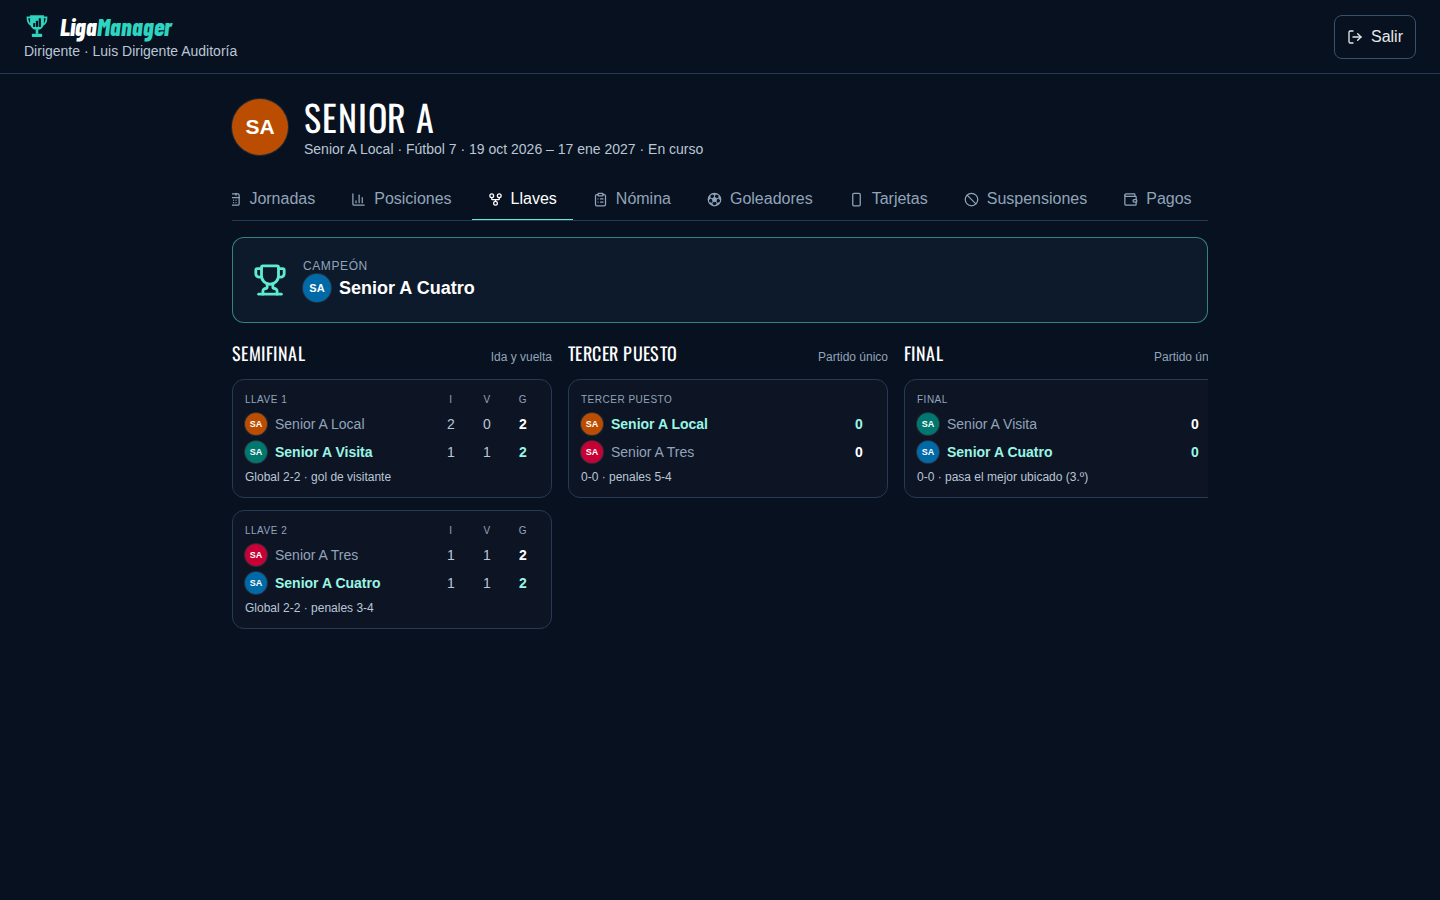 LigaManager
Dirigente · Luis Dirigente Auditoría
Salir
SA
SENIOR A
Senior A Local · Fútbol 7 · 19 oct 2026 – 17 ene 2027 · En curso
Jornadas Posiciones Llaves Nómina Goleadores Tarjetas Suspensiones Pagos
CAMPEÓN
SA Senior A Cuatro
SEMIFINAL Ida y vuelta
LLAVE 1 I V G
SA Senior A Local 2 0 2
SA Senior A Visita 1 1 2
Global 2-2 · gol de visitante
LLAVE 2 I V G
SA Senior A Tres 1 1 2
SA Senior A Cuatro 1 1 2
Global 2-2 · penales 3-4
TERCER PUESTO Partido único
TERCER PUESTO
SA Senior A Local 0
SA Senior A Tres 0
0-0 · penales 5-4
FINAL Partido ún
FINAL
SA Senior A Visita 0
SA Senior A Cuatro 0
0-0 · pasa el mejor ubicado (3.º)